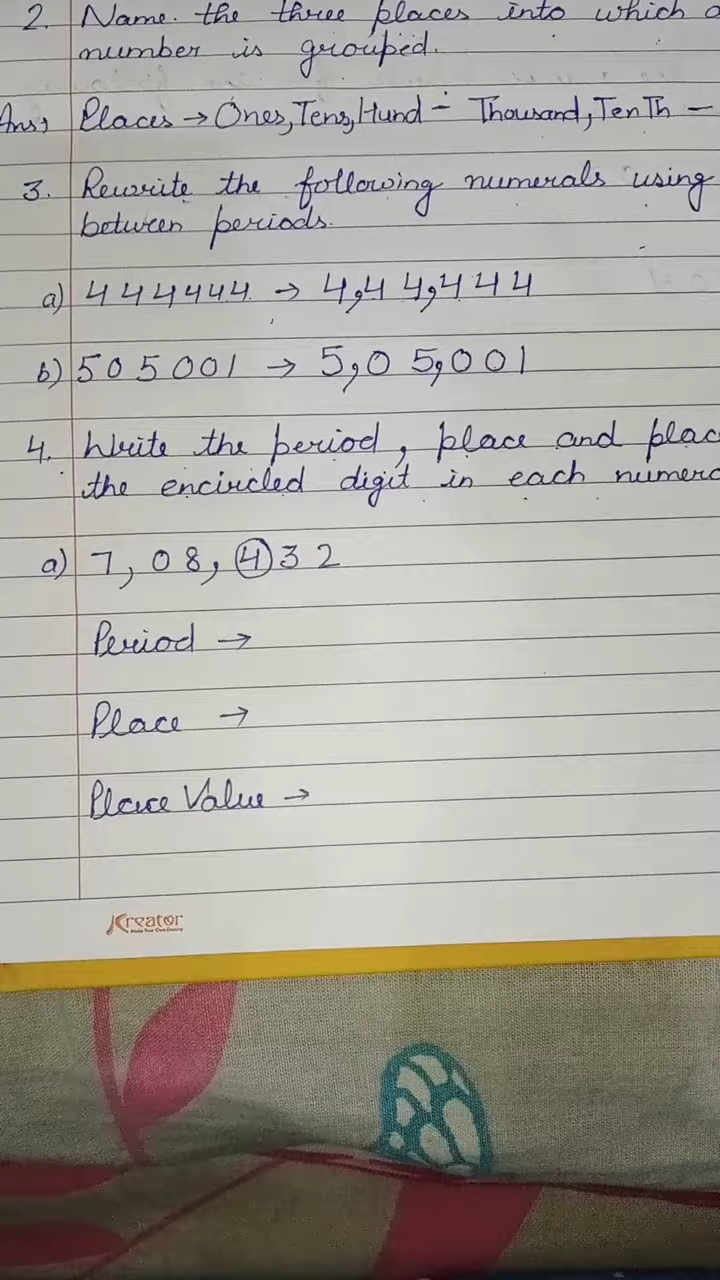 2. Name the three places into which
number is grouped.
Ans, Places → Ones, Tens, Hund - Thousand, Ten Th -
3. Rewrite the following numerals using
between periods.
a) 444444 → 4,44,444
b) 505001 → 5,05,001
4. Write the period, place and plac
the encircled digit in each numera
a) 7,08,432
Period →
Place →
Place Value →
Kreator